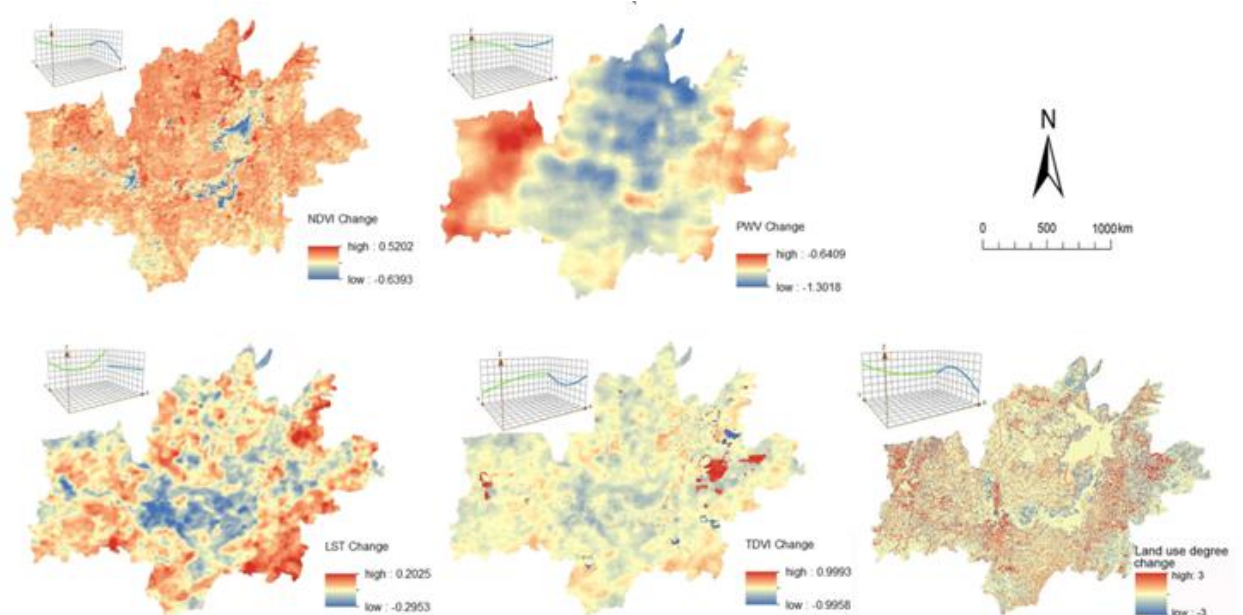 NDVI Change
high : 0.5202
low : -0.6393
PWV Change
high : -0.6409
low : -1.3018
N
0 500 1000km
LST Change
high : 0.2025
low : -0.2953
TDVI Change
high : 0.9993
low : -0.9958
Land use degree
change
high: 3
low : -3